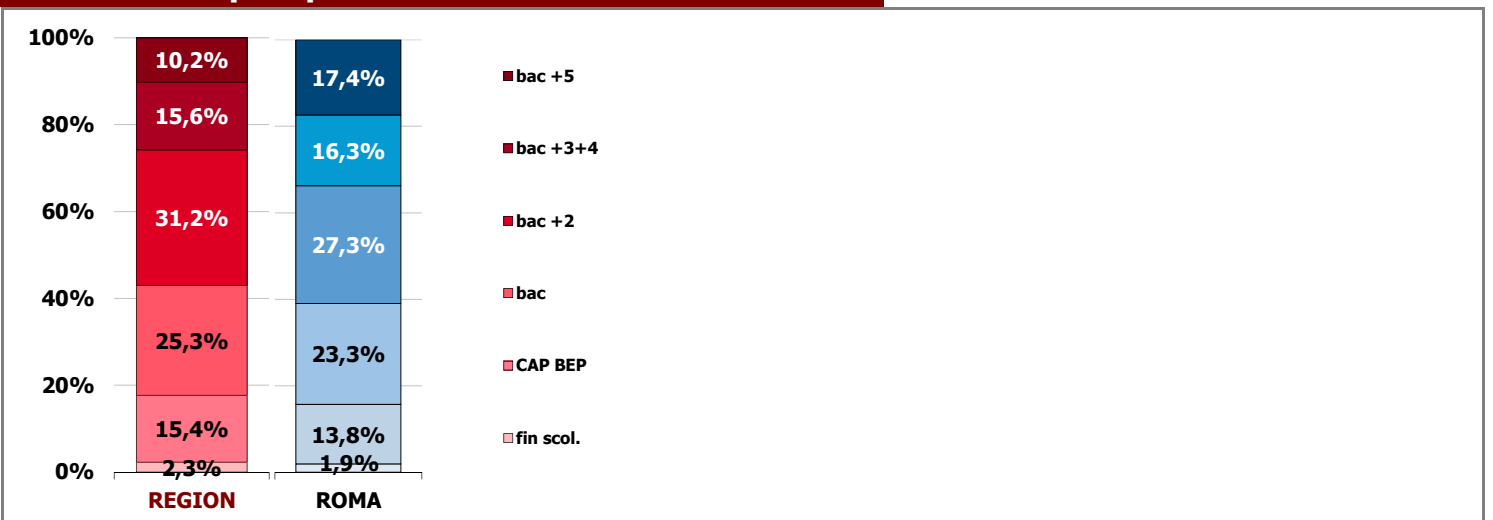 100%
80%
60%
40%
20%
0%
10,2%
15,6%
31,2%
25,3%
15,4%
2,3%
REGION
17,4%
16,3%
27,3%
23,3%
13,8%
1,9%
ROMA
bac +5
bac +3+4
bac +2
bac
CAP BEP
fin scol.